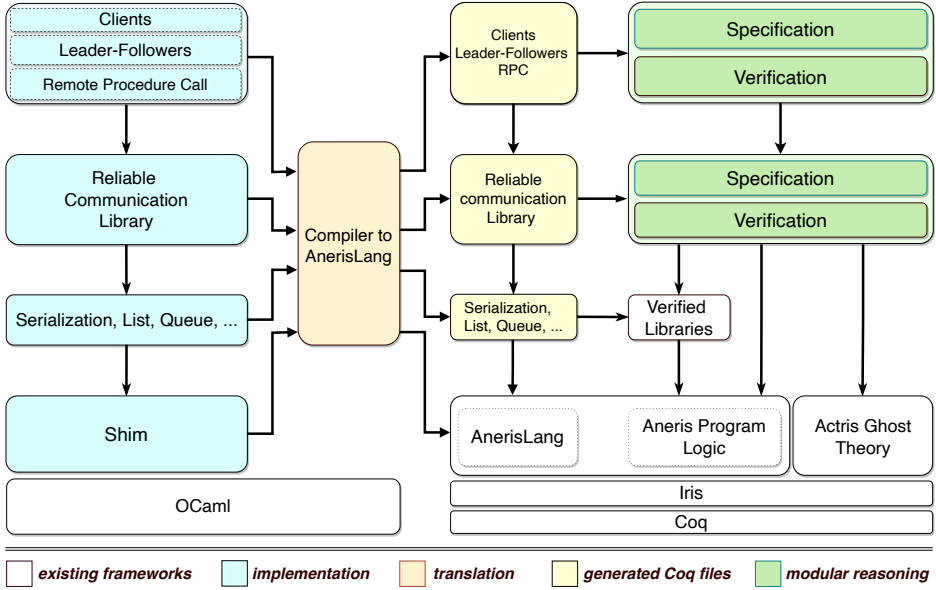 Clients
Leader-Followers
Remote Procedure Call
Reliable
Communication
Library
Serialization, List, Queue, ...
Shim
OCaml
Compiler to
AnerisLang
Clients
Leader-Followers
RPC
Reliable
communication
Library
Serialization,
List, Queue, ...
Specification
Verification
Specification
Verification
Verified
Libraries
AnerisLang
Aneris Program
Logic
Actris Ghost
Theory
Iris
Coq
existing frameworks
implementation
translation
generated Coq files
modular reasoning